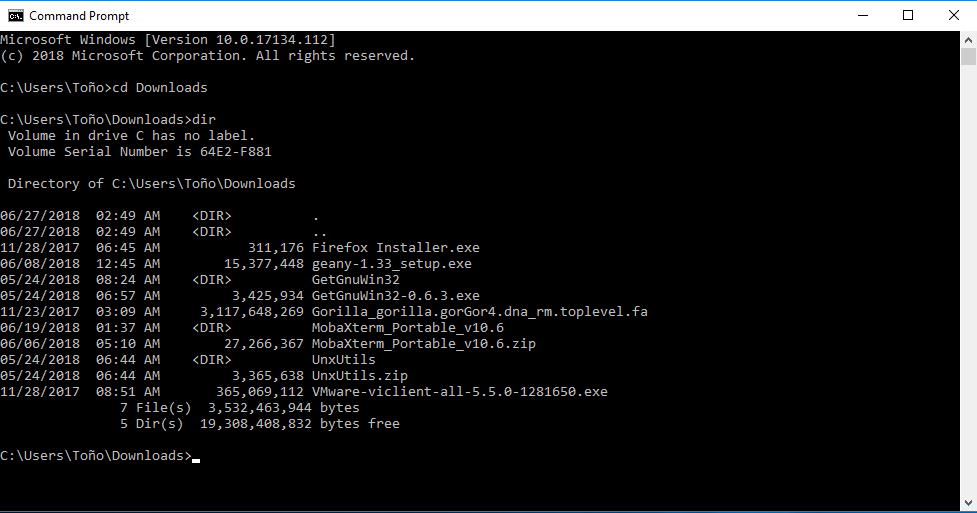 Command Prompt
Microsoft Windows [Version 10.0.17134.112]
(c) 2018 Microsoft Corporation. All rights reserved.
C:\Users\Toño>cd Downloads
C:\Users\Toño\Downloads>dir
 Volume in drive C has no label.
 Volume Serial Number is 64E2-F881
 Directory of C:\Users\Toño\Downloads
06/27/2018  02:49 AM    <DIR>          .
06/27/2018  02:49 AM    <DIR>          ..
11/28/2017  06:45 AM           311,176 Firefox Installer.exe
06/08/2018  12:45 AM        15,377,448 geany-1.33_setup.exe
05/24/2018  08:24 AM    <DIR>          GetGnuWin32
05/24/2018  06:57 AM         3,425,934 GetGnuWin32-0.6.3.exe
11/23/2017  03:09 AM     3,117,648,269 Gorilla_gorilla.gorGor4.dna_rm.toplevel.fa
06/19/2018  01:37 AM    <DIR>          MobaXterm_Portable_v10.6
06/06/2018  05:10 AM        27,266,367 MobaXterm_Portable_v10.6.zip
05/24/2018  06:44 AM    <DIR>          UnxUtils
05/24/2018  06:44 AM         3,365,638 UnxUtils.zip
11/28/2017  08:51 AM       365,069,112 VMware-viclient-all-5.5.0-1281650.exe
               7 File(s)  3,532,463,944 bytes
               5 Dir(s)  19,308,408,832 bytes free
C:\Users\Toño\Downloads>